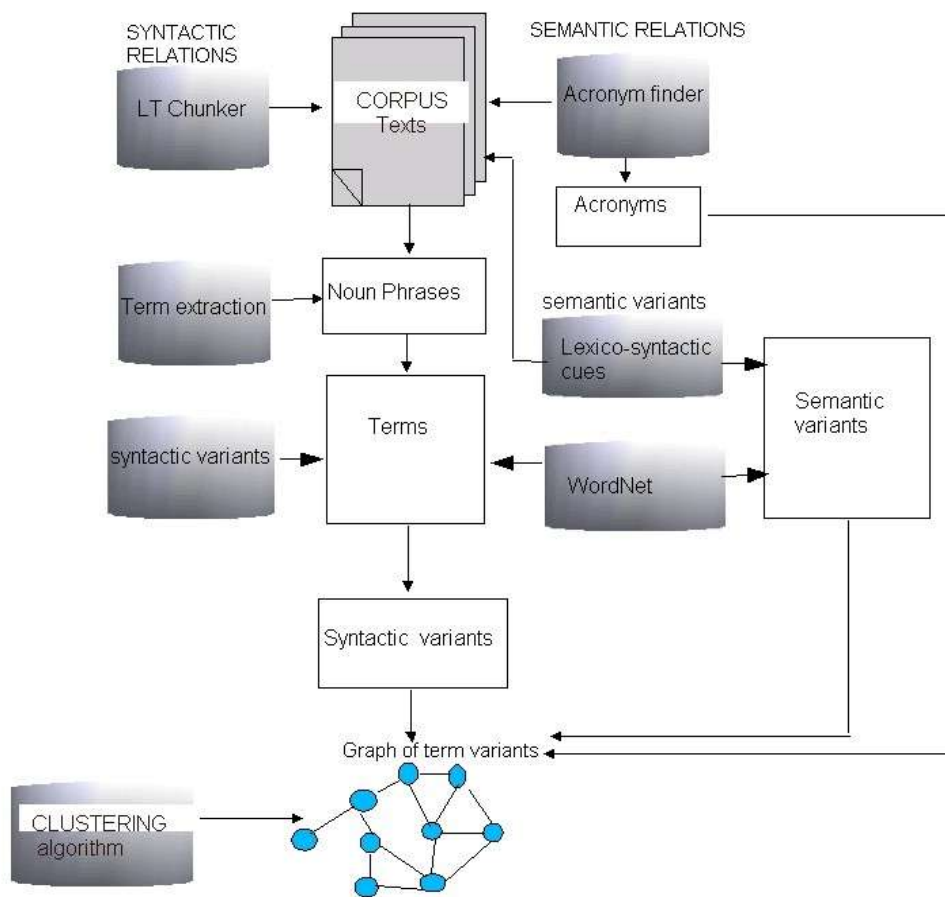 SYNTACTIC
RELATIONS
SEMANTIC RELATIONS
LT Chunker
CORPUS
Texts
Acronym finder
Acronyms
Term extraction
Noun Phrases
semantic variants
Lexico-syntactic
cues
Semantic
variants
Terms
syntactic variants
WordNet
Syntactic variants
Graph of term variants
CLUSTERING
algorithm